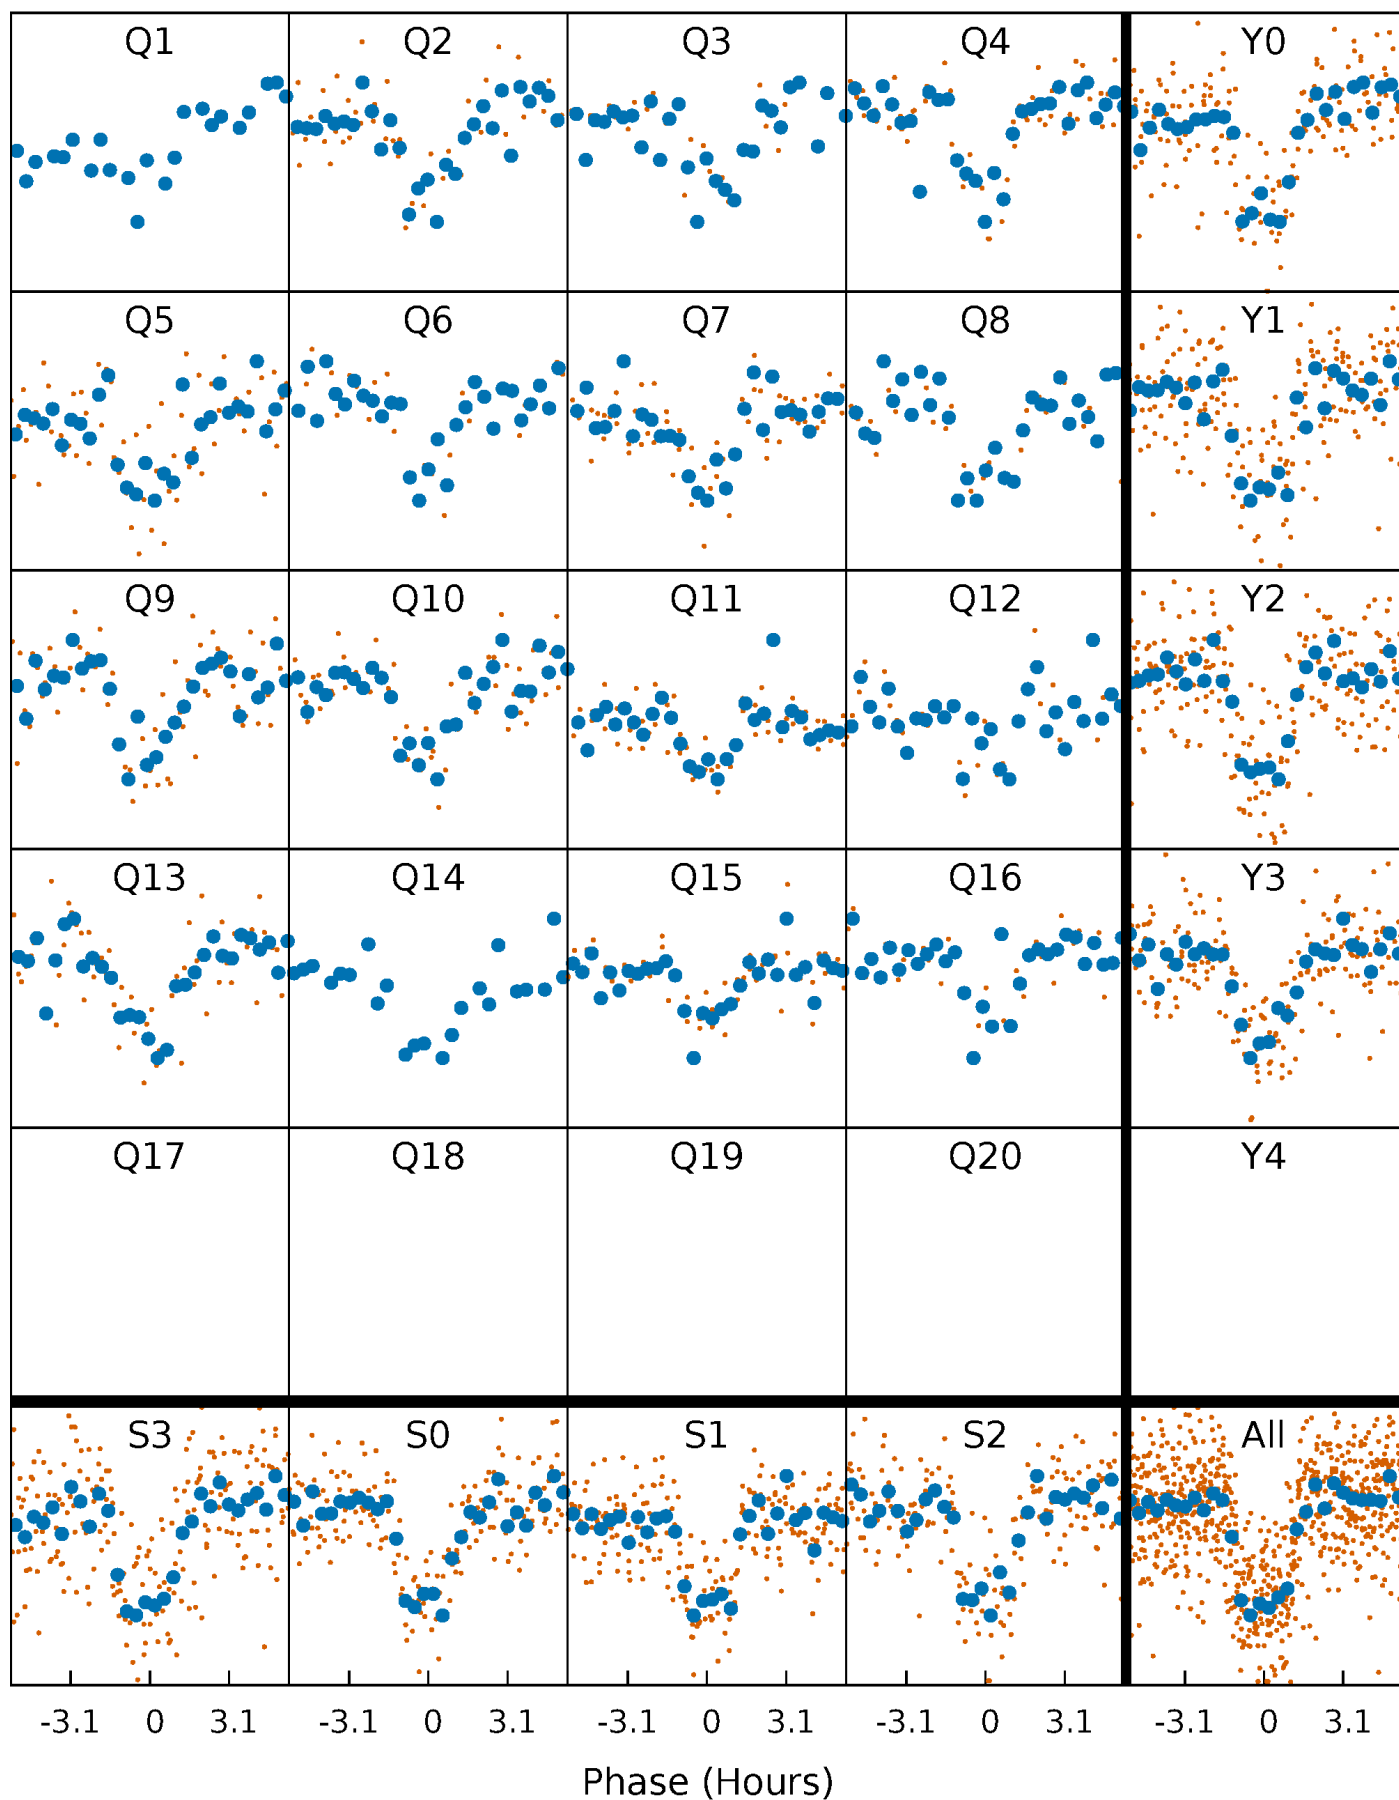 Q1 Q2 Q3 Q4 Y0
Q5 Q6 Q7 Q8 Y1
Q9 Q10 Q11 Q12 Y2
Q13 Q14 Q15 Q16 Y3
Q17 Q18 Q19 Q20 Y4
S3 S0 S1 S2 All
-3.1 0 3.1 -3.1 0 3.1 -3.1 0 3.1 -3.1 0 3.1 -3.1 0 3.1
Phase (Hours)